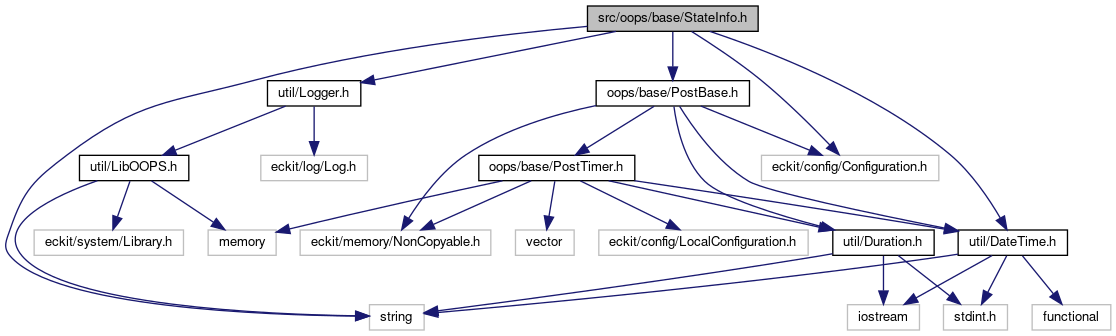 src/oops/base/StateInfo.h
util/Logger.h
oops/base/PostBase.h
util/LibOOPS.h
eckit/log/Log.h
oops/base/PostTimer.h
eckit/config/Configuration.h
eckit/system/Library.h
memory
eckit/memory/NonCopyable.h
vector
eckit/config/LocalConfiguration.h
util/Duration.h
util/DateTime.h
string
iostream
stdint.h
functional